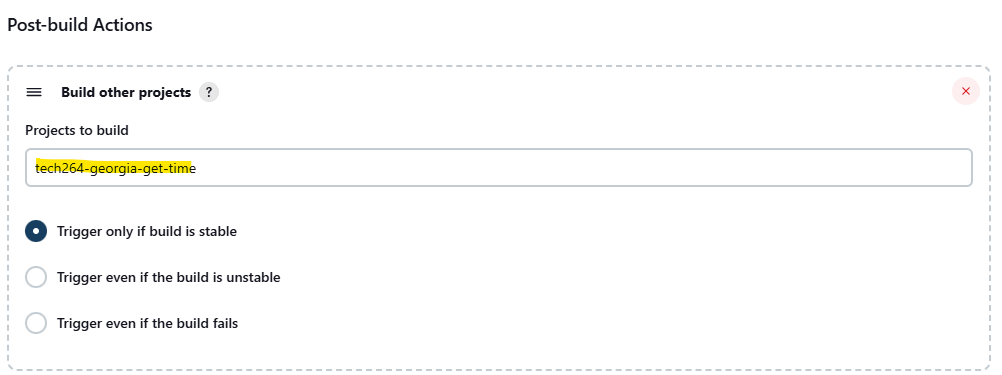 Post-build Actions
Build other projects ?
Projects to build
tech264-georgia-get-time
Trigger only if build is stable
Trigger even if the build is unstable
Trigger even if the build fails